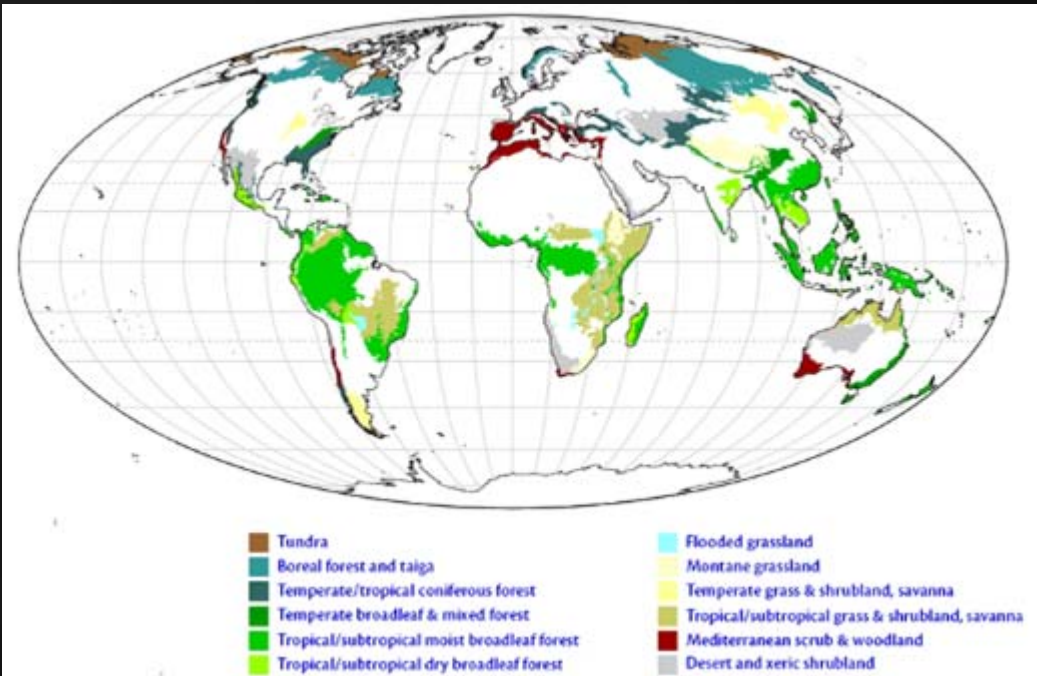 Tundra
Boreal forest and taiga
Temperate/tropical coniferous forest
Temperate broadleaf & mixed forest
Tropical/subtropical moist broadleaf forest
Tropical/subtropical dry broadleaf forest
Flooded grassland
Montane grassland
Temperate grass & shrubland, savanna
Tropical/subtropical grass & shrubland, savanna
Mediterranean scrub & woodland
Desert and xeric shrubland